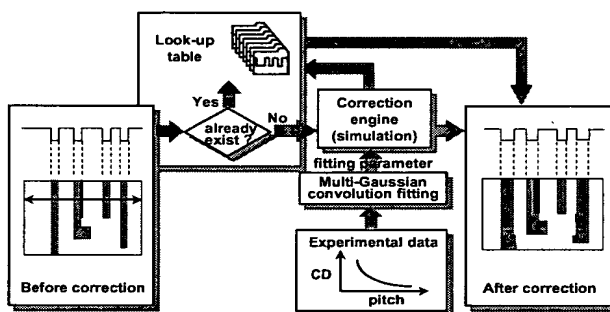 Look-up
table
Yes
No
already
exist ?
Correction
engine
(simulation)
fitting parameter
Multi-Gaussian
convolution fitting
Experimental data
CD
pitch
Before correction
After correction